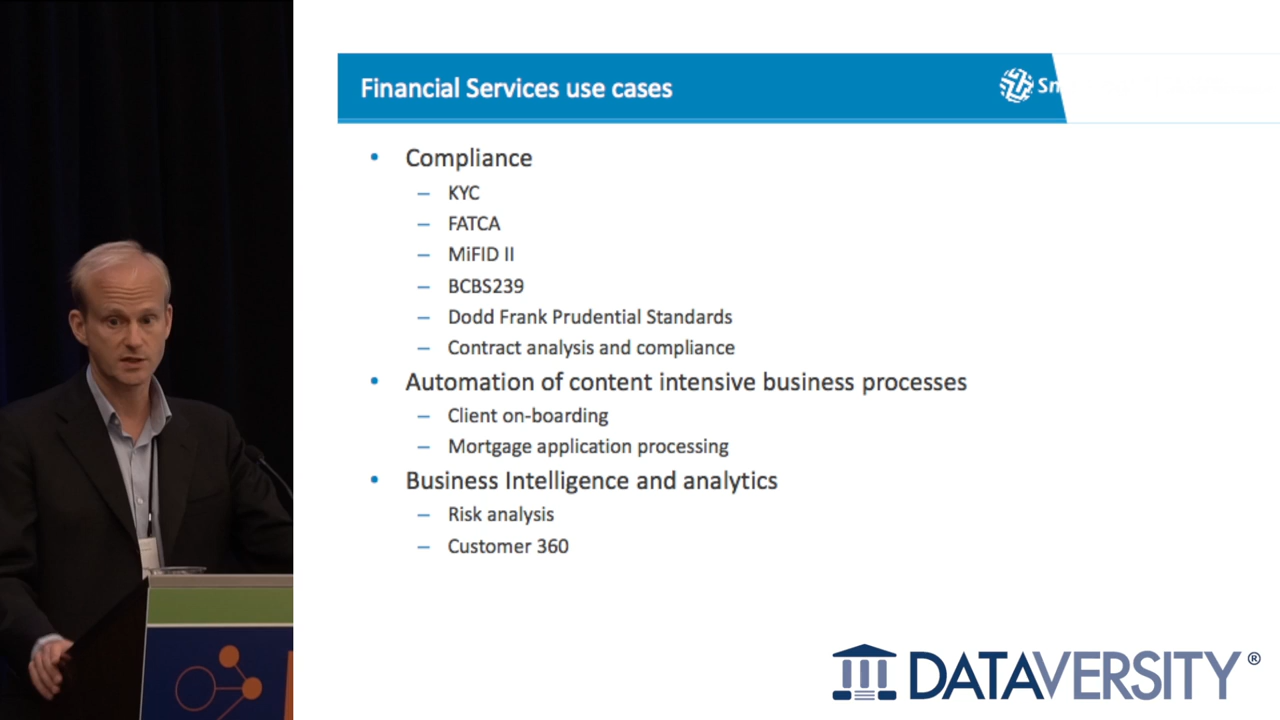 Financial Services use cases
Sn
• Compliance
– KYC
– FATCA
– MiFID II
– BCBS239
– Dodd Frank Prudential Standards
– Contract analysis and compliance
• Automation of content intensive business processes
– Client on-boarding
– Mortgage application processing
• Business Intelligence and analytics
– Risk analysis
– Customer 360
DATAVERSITY®